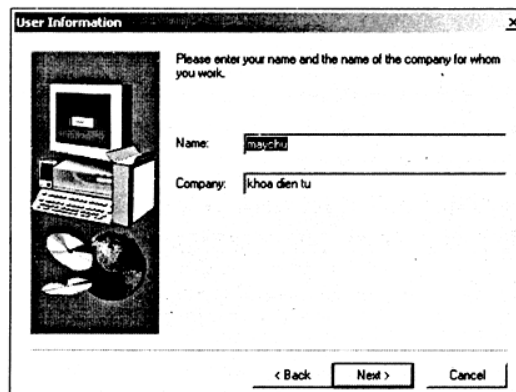 User Information
Please enter your name and the name of the company for whom
you work.
Name:
maychu
Company:
khoa dien tu
< Back
Next >
Cancel